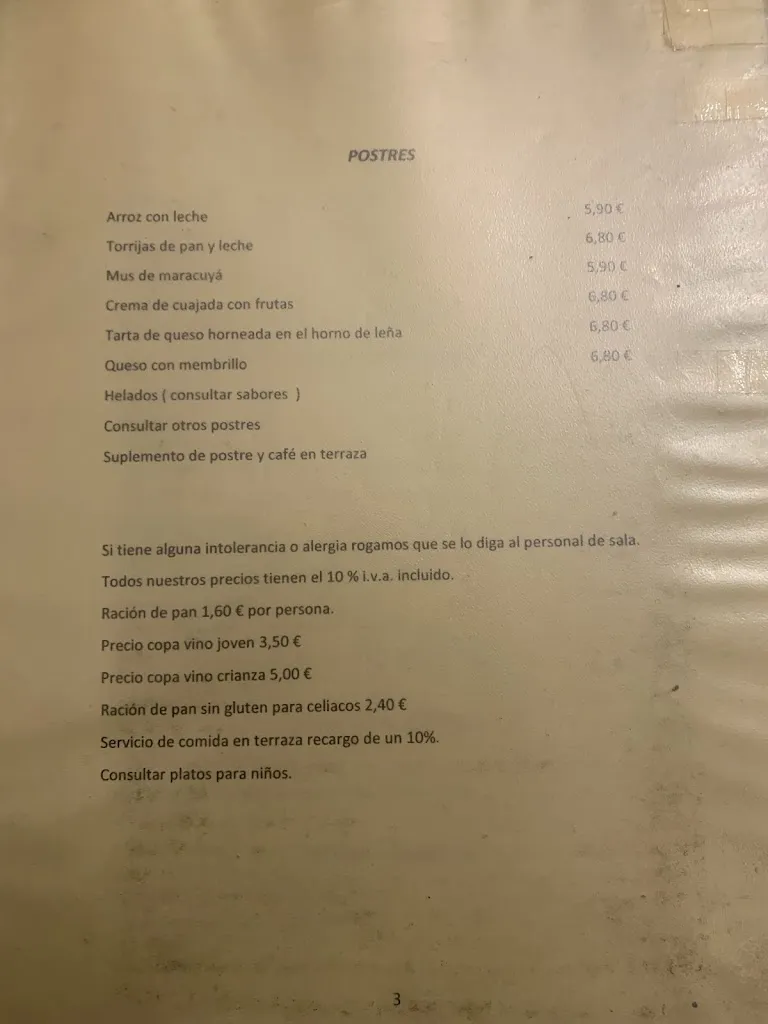 POSTRES
Arroz con leche 5,90 €
Torrijas de pan y leche 6,80 €
Mus de maracuyá 5,90 €
Crema de cuajada con frutas 6,80 €
Tarta de queso horneada en el horno de leña 6,80 €
Queso con membrillo 6,80 €
Helados ( consultar sabores )
Consultar otros postres
Suplemento de postre y café en terraza
Si tiene alguna intolerancia o alergia rogamos que se lo diga al personal de sala.
Todos nuestros precios tienen el 10 % i.v.a. incluido.
Ración de pan 1,60 € por persona.
Precio copa vino joven 3,50 €
Precio copa vino crianza 5,00 €
Ración de pan sin gluten para celiacos 2,40 €
Servicio de comida en terraza recargo de un 10%.
Consultar platos para niños.
3